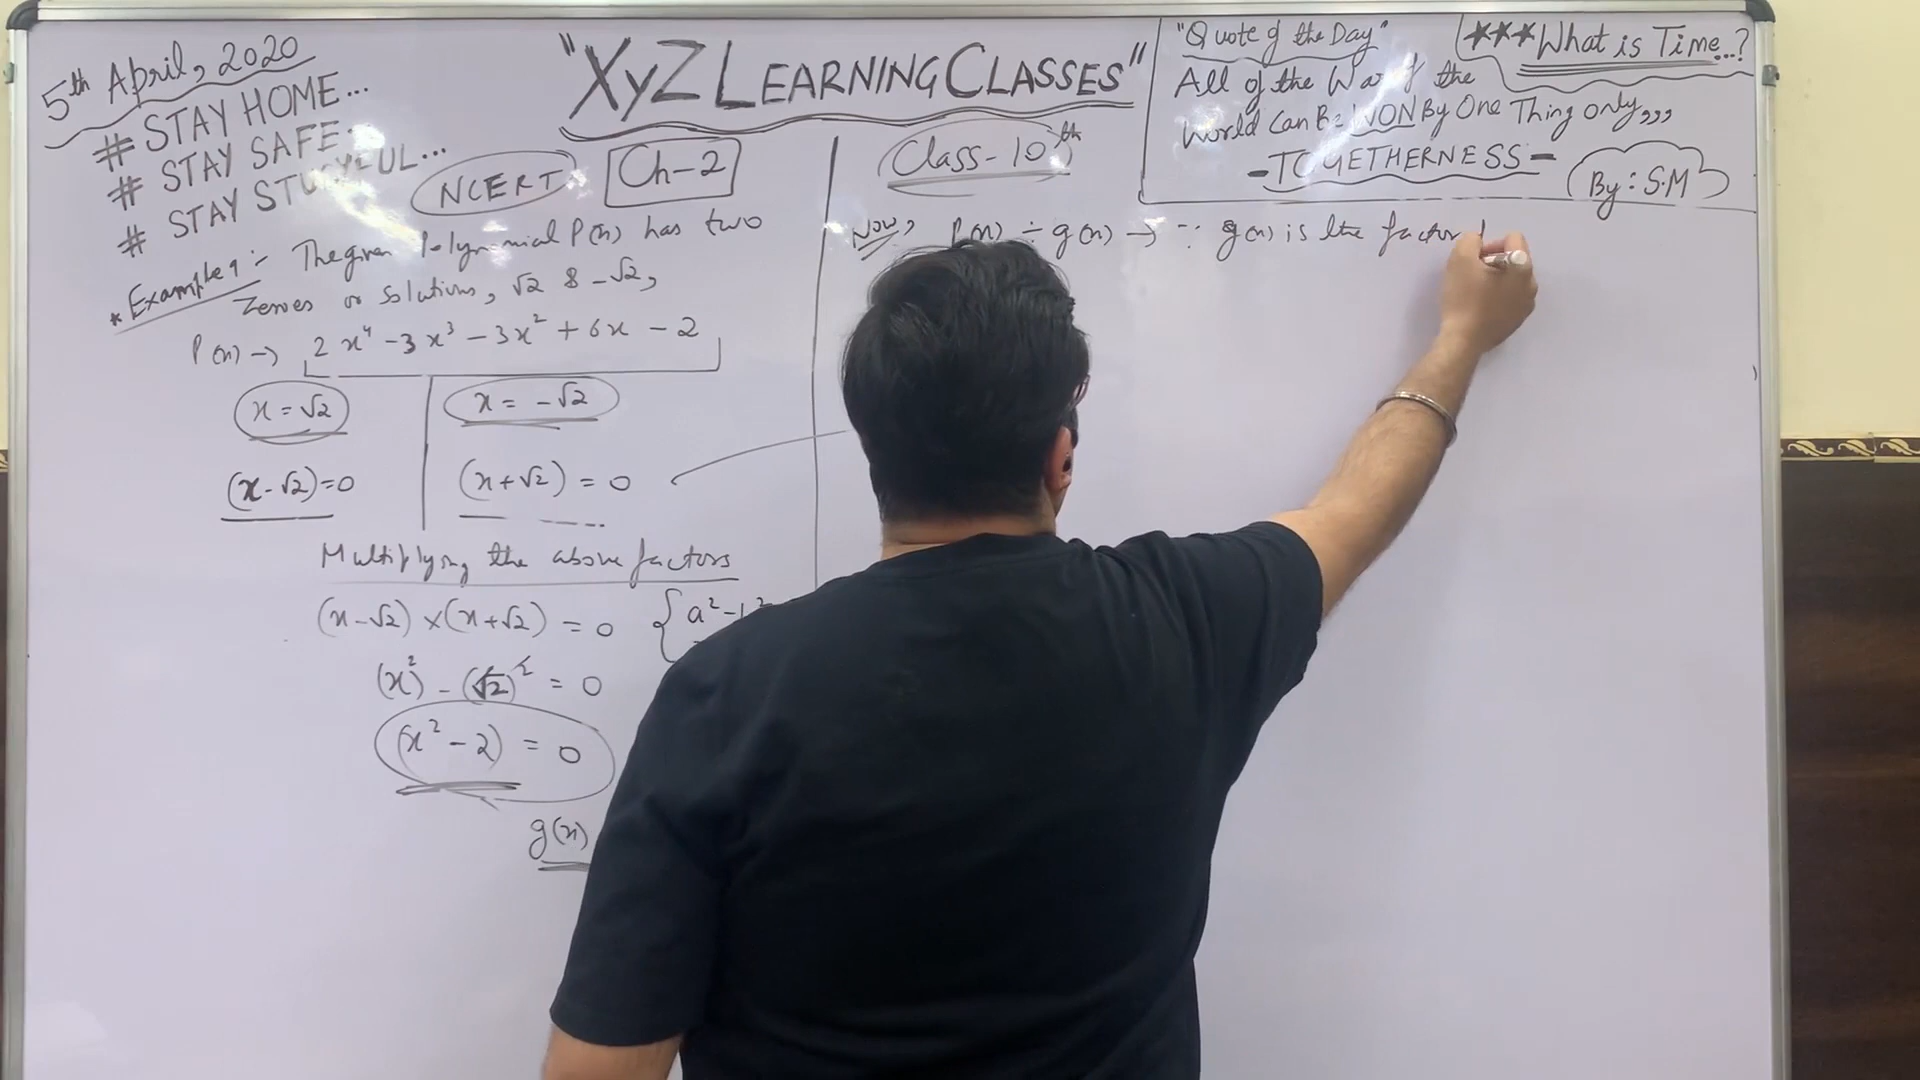 5th April, 2020
# STAY HOME...
# STAY SAFE
# STAY ...
"XyZ LEARNING CLASSES"
"Quote of the Day"
All of the War of the
World Can Be WON By One Thing only,,,
-TOGETHERNESS-
By: S.M
***What is Time..?
NCERT
Ch-2
Class-10th
* Example 9:- The given Polynomial P(x) has two
Zeroes or Solutions, √2 & -√2,
P(x) → 2x⁴ -3x³ -3x² +6x -2
x = √2
x = -√2
(x-√2)=0
(x+√2) = 0
Multiplying the above factors
(x-√2) ×(x+√2) = 0 { a²-
(x)² - (√2)² = 0
(x² - 2) = 0
g(x)
Now, P(x) ÷ g(x) → ∵ g(x) is the factor